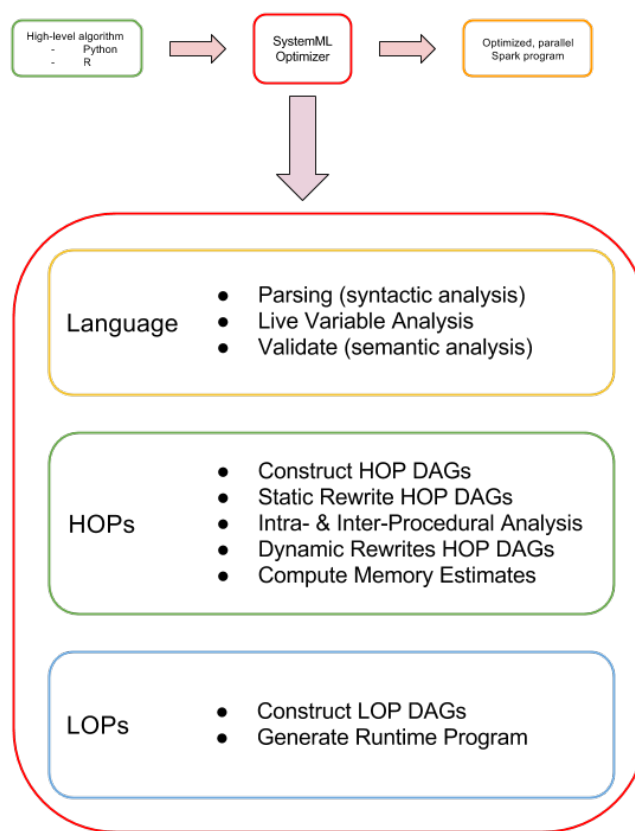 High-level algorithm
- Python
- R
SystemML
Optimizer
Optimized, parallel
Spark program
Language
● Parsing (syntactic analysis)
● Live Variable Analysis
● Validate (semantic analysis)
HOPs
● Construct HOP DAGs
● Static Rewrite HOP DAGs
● Intra- & Inter-Procedural Analysis
● Dynamic Rewrites HOP DAGs
● Compute Memory Estimates
LOPs
● Construct LOP DAGs
● Generate Runtime Program